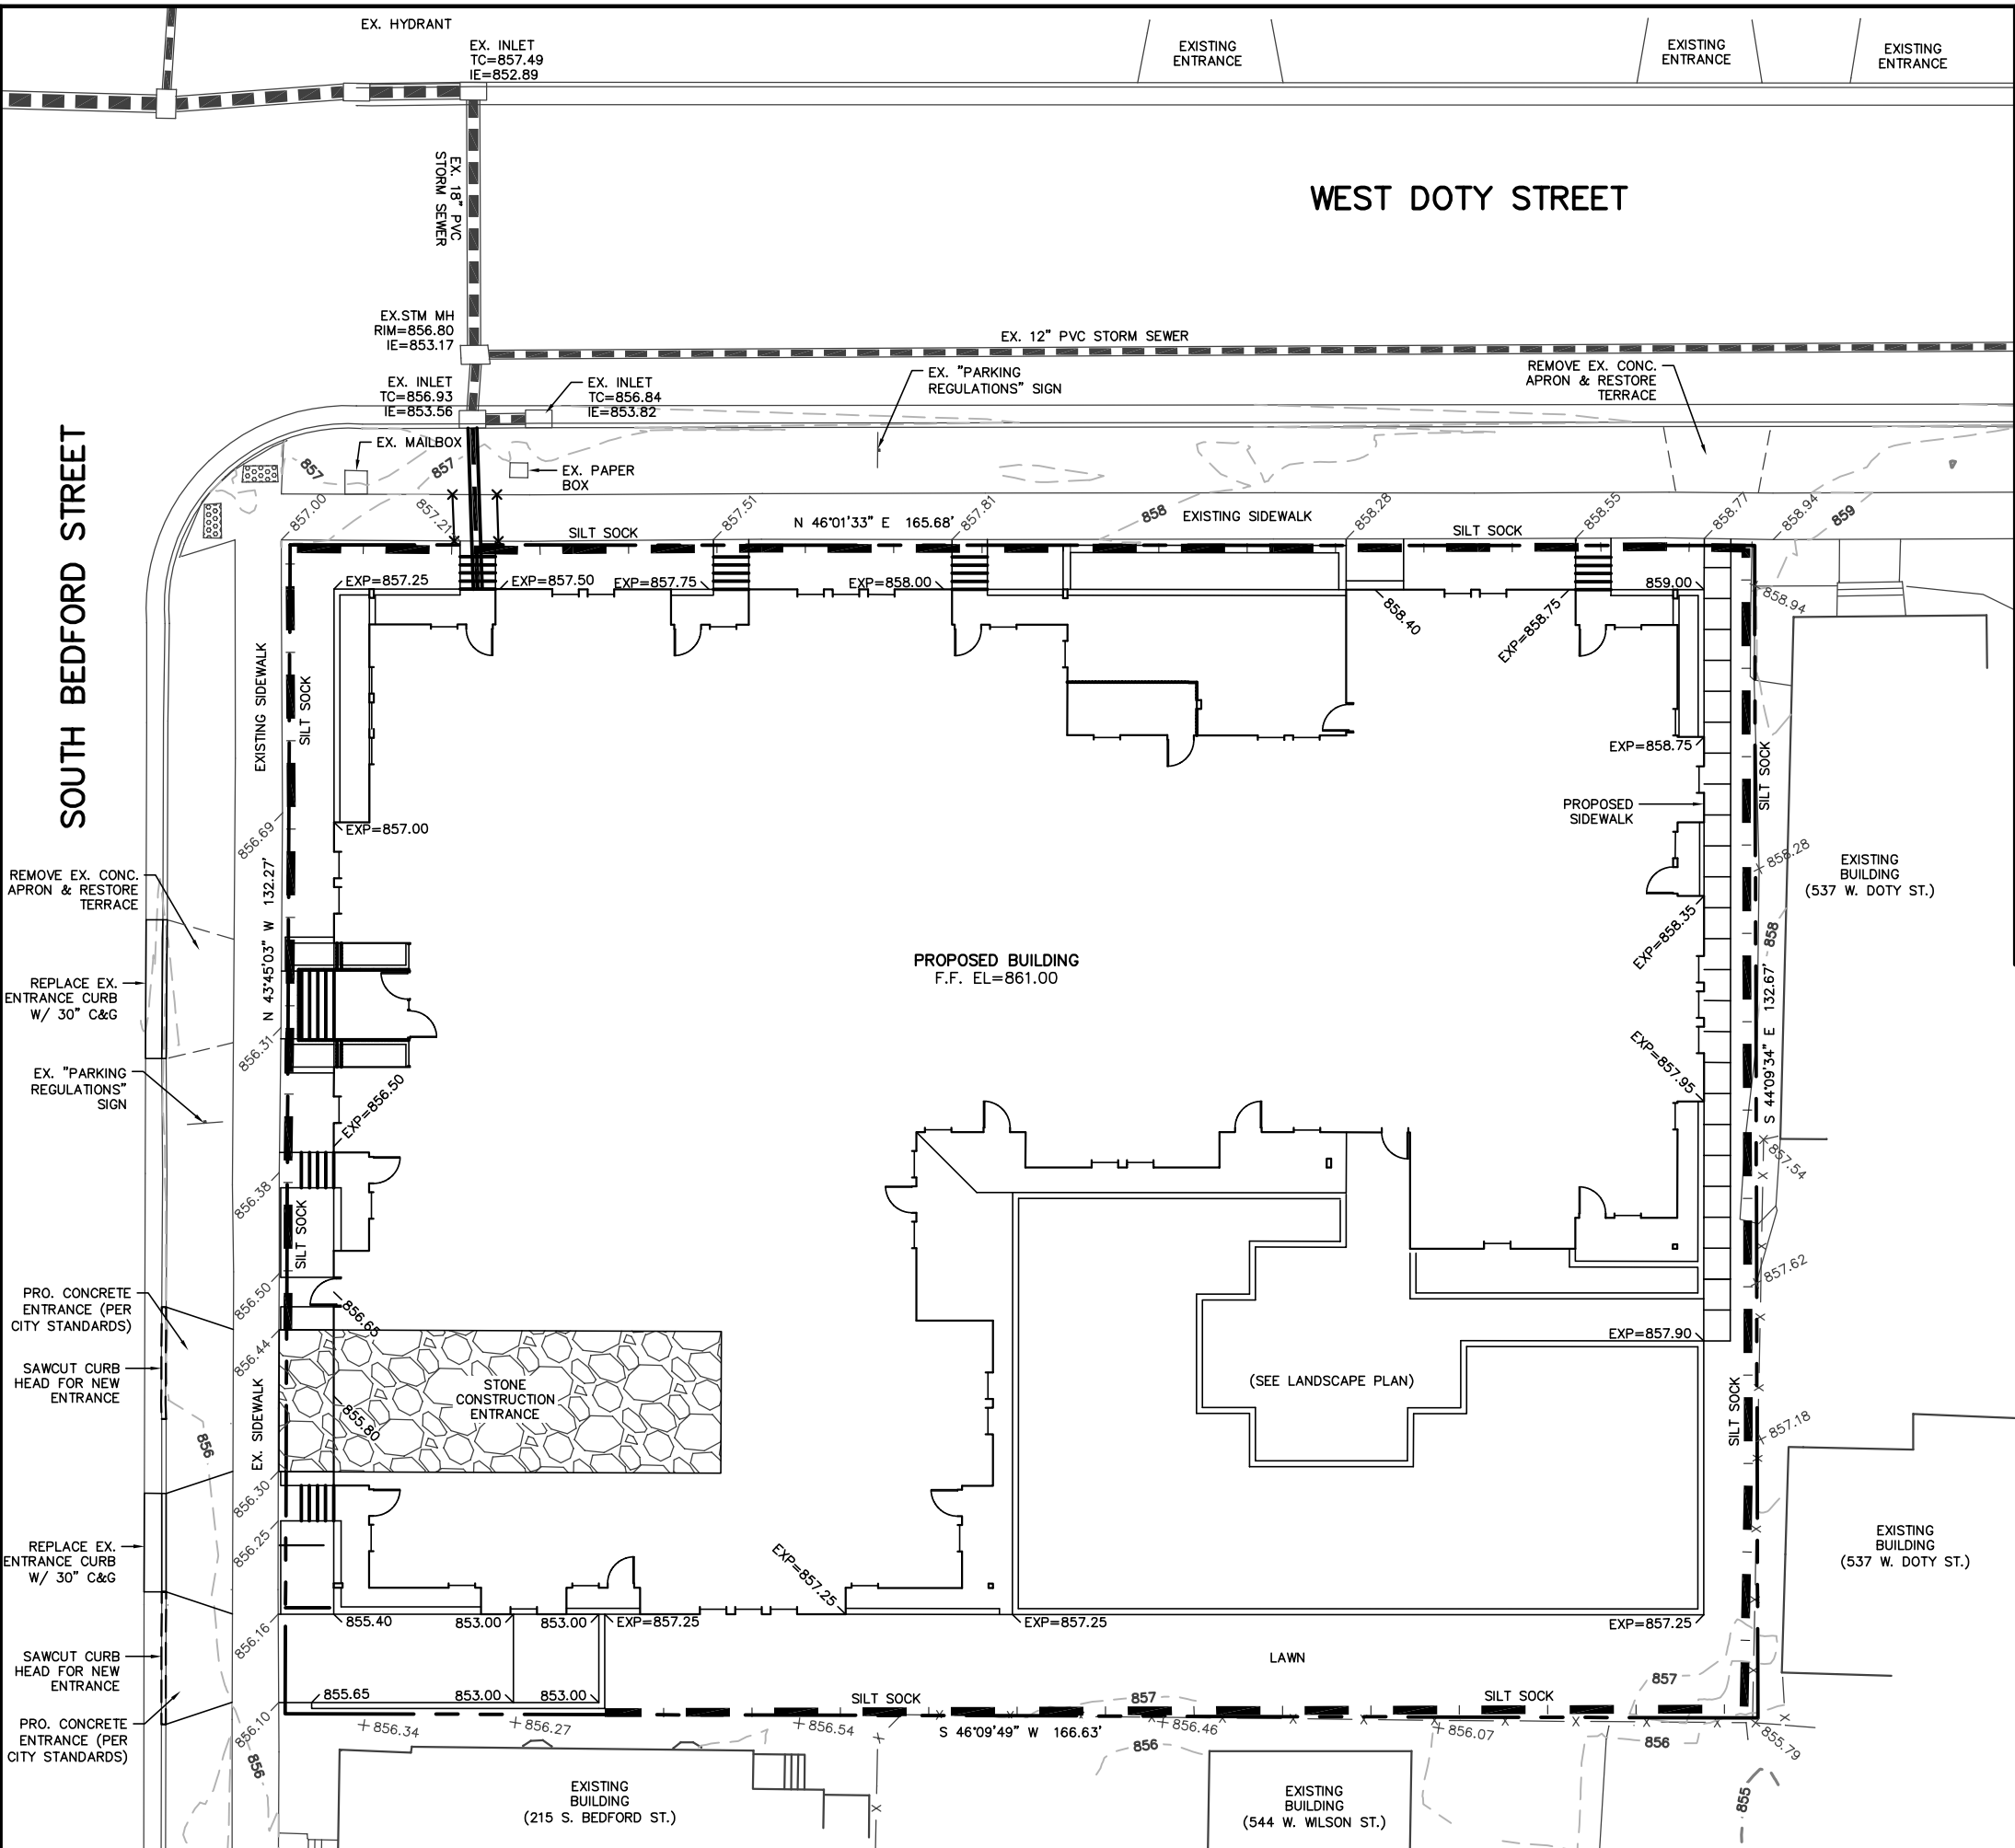 EX. HYDRANT
EX. INLET
TC=857.49
IE=852.89
EXISTING
ENTRANCE
EXISTING
ENTRANCE
EXISTING
ENTRANCE
EX. 18" PVC
STORM SEWER
WEST DOTY STREET
EX.STM MH
RIM=856.80
IE=853.17
EX. 12" PVC STORM SEWER
EX. INLET
TC=856.93
IE=853.56
EX. INLET
TC=856.84
IE=853.82
EX. "PARKING
REGULATIONS" SIGN
REMOVE EX. CONC.
APRON & RESTORE
TERRACE
SOUTH BEDFORD STREET
EX. MAILBOX
EX. PAPER
BOX
857
857
857.00
857.21
857.51
857.81
858
858.28
858.55
858.77
858.94
859
SILT SOCK
N 46°01'33" E 165.68'
EXISTING SIDEWALK
SILT SOCK
EXP=857.25
EXP=857.50
EXP=857.75
EXP=858.00
858.40
EXP=858.75
859.00
858.94
EXISTING SIDEWALK
SILT SOCK
EXP=858.75
SILT SOCK
PROPOSED
SIDEWALK
856.69
EXP=857.00
858.28
EXISTING
BUILDING
(537 W. DOTY ST.)
REMOVE EX. CONC.
APRON & RESTORE
TERRACE
N 43°45'03" W 132.27'
EXP=858.35
858
PROPOSED BUILDING
F.F. EL=861.00
REPLACE EX.
ENTRANCE CURB
W/ 30" C&G
856.31
S 44°09'34" E 132.67'
EX. "PARKING
REGULATIONS"
SIGN
EXP=856.50
EXP=857.95
857.54
856.38
SILT SOCK
856.50
856.65
857.62
PRO. CONCRETE
ENTRANCE (PER
CITY STANDARDS)
856.44
EXP=857.90
SAWCUT CURB
HEAD FOR NEW
ENTRANCE
EX. SIDEWALK
STONE
CONSTRUCTION
ENTRANCE
855.80
(SEE LANDSCAPE PLAN)
SILT SOCK
857.18
856
856.30
856.25
REPLACE EX.
ENTRANCE CURB
W/ 30" C&G
EXISTING
BUILDING
(537 W. DOTY ST.)
EXP=857.25
856.16
855.40
853.00
853.00
EXP=857.25
EXP=857.25
EXP=857.25
SAWCUT CURB
HEAD FOR NEW
ENTRANCE
LAWN
857
855.65
853.00
853.00
SILT SOCK
857
SILT SOCK
PRO. CONCRETE
ENTRANCE (PER
CITY STANDARDS)
856.10
856.34
856.27
856.54
S 46°09'49" W 166.63'
856.46
856.07
856
856
855.79
856
855
EXISTING
BUILDING
(215 S. BEDFORD ST.)
EXISTING
BUILDING
(544 W. WILSON ST.)